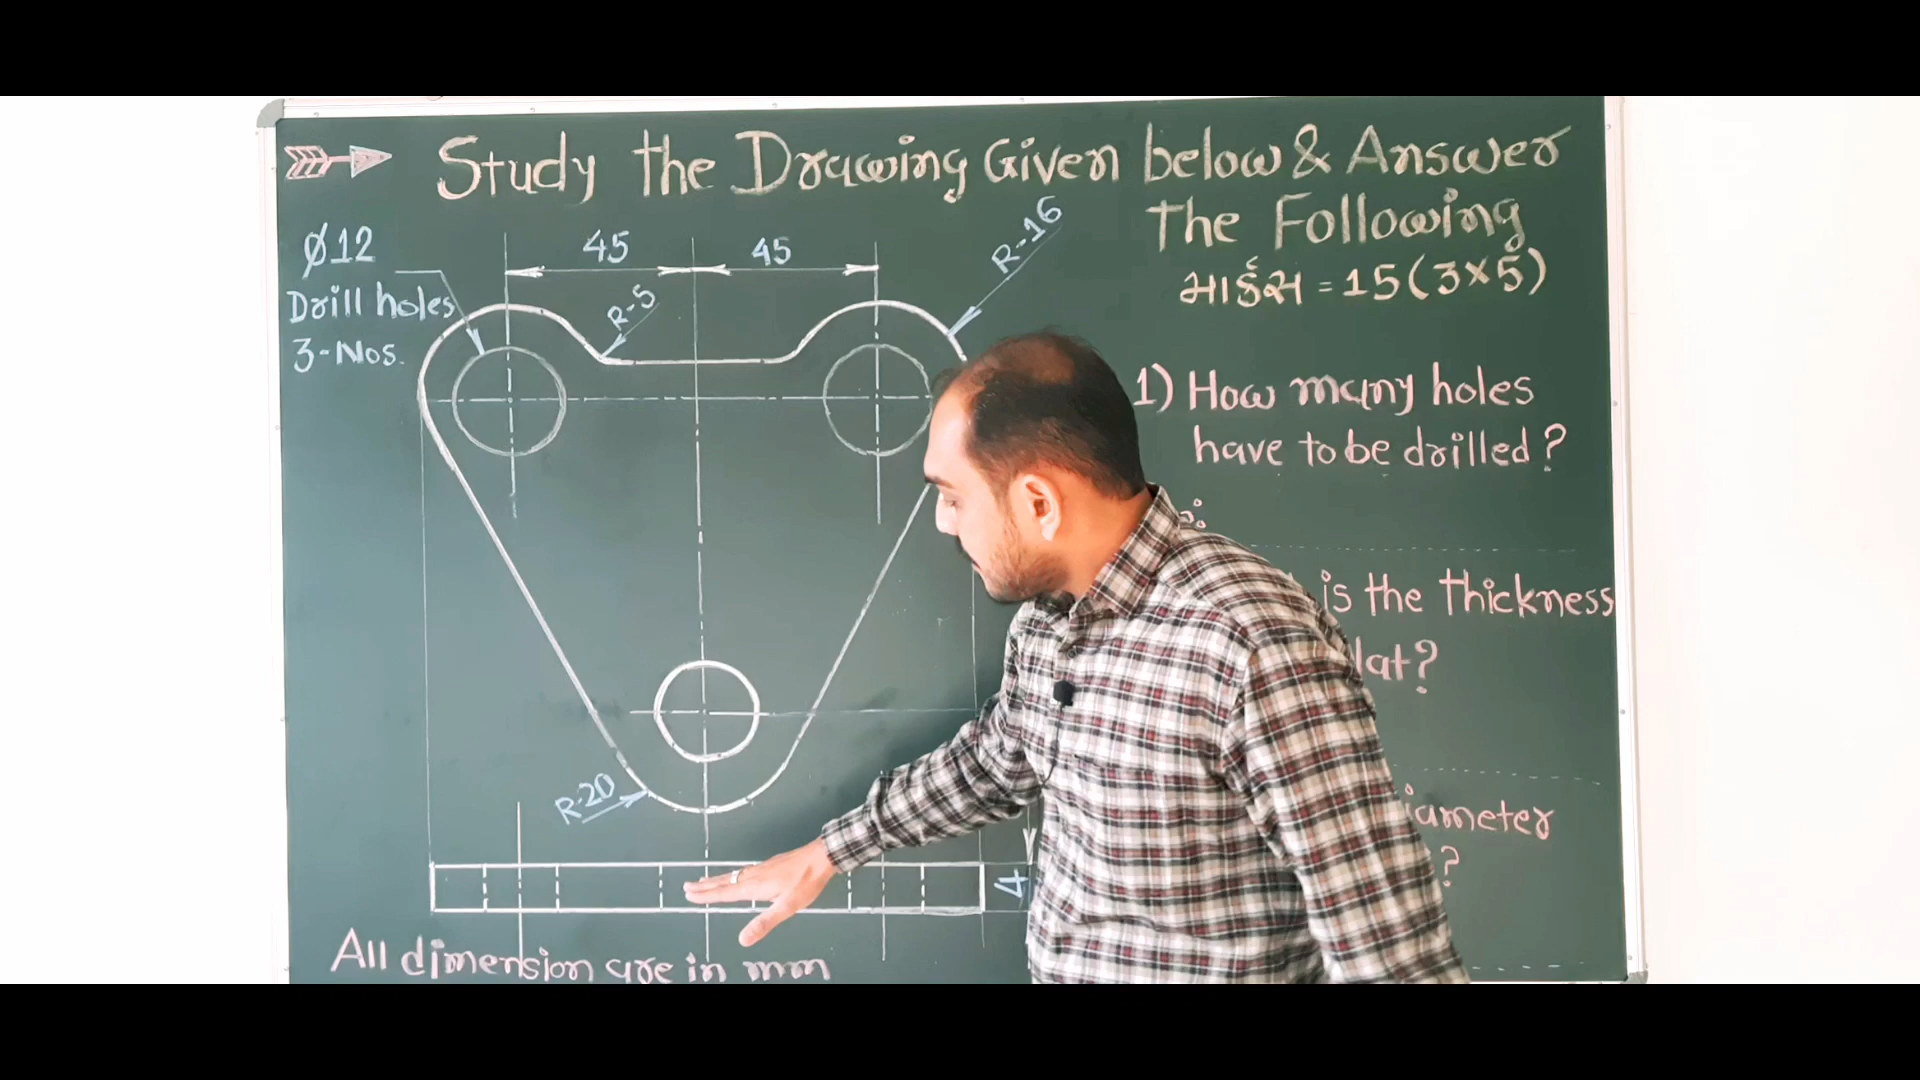 Study the Drawing Given below & Answer
The Following
માર્ક્સ = 15 (3×5)
Ø12
Drill holes
3-Nos.
45
45
R-5
R-16
R-20
4
All dimension are in mm
1) How many holes
have to be drilled?
is the thickness
?
?